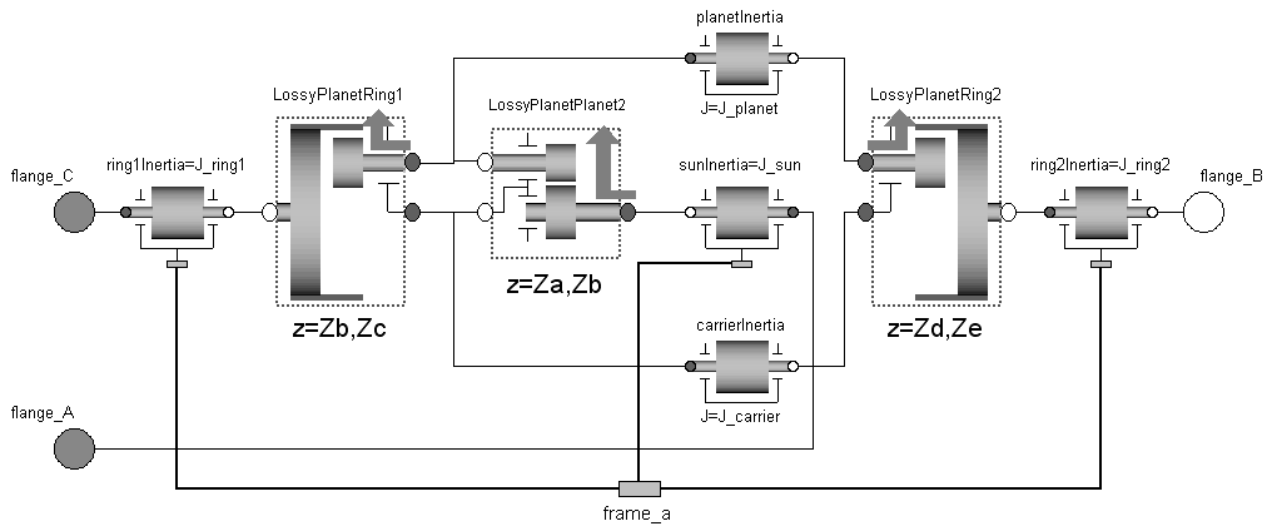 planetInertia
LossyPlanetRing1
LossyPlanetPlanet2
J=J_planet
LossyPlanetRing2
flange_C
ring1Inertia=J_ring1
sunInertia=J_sun
ring2Inertia=J_ring2
flange_B
z=Za,Zb
z=Zb,Zc
carrierInertia
z=Zd,Ze
flange_A
J=J_carrier
frame_a